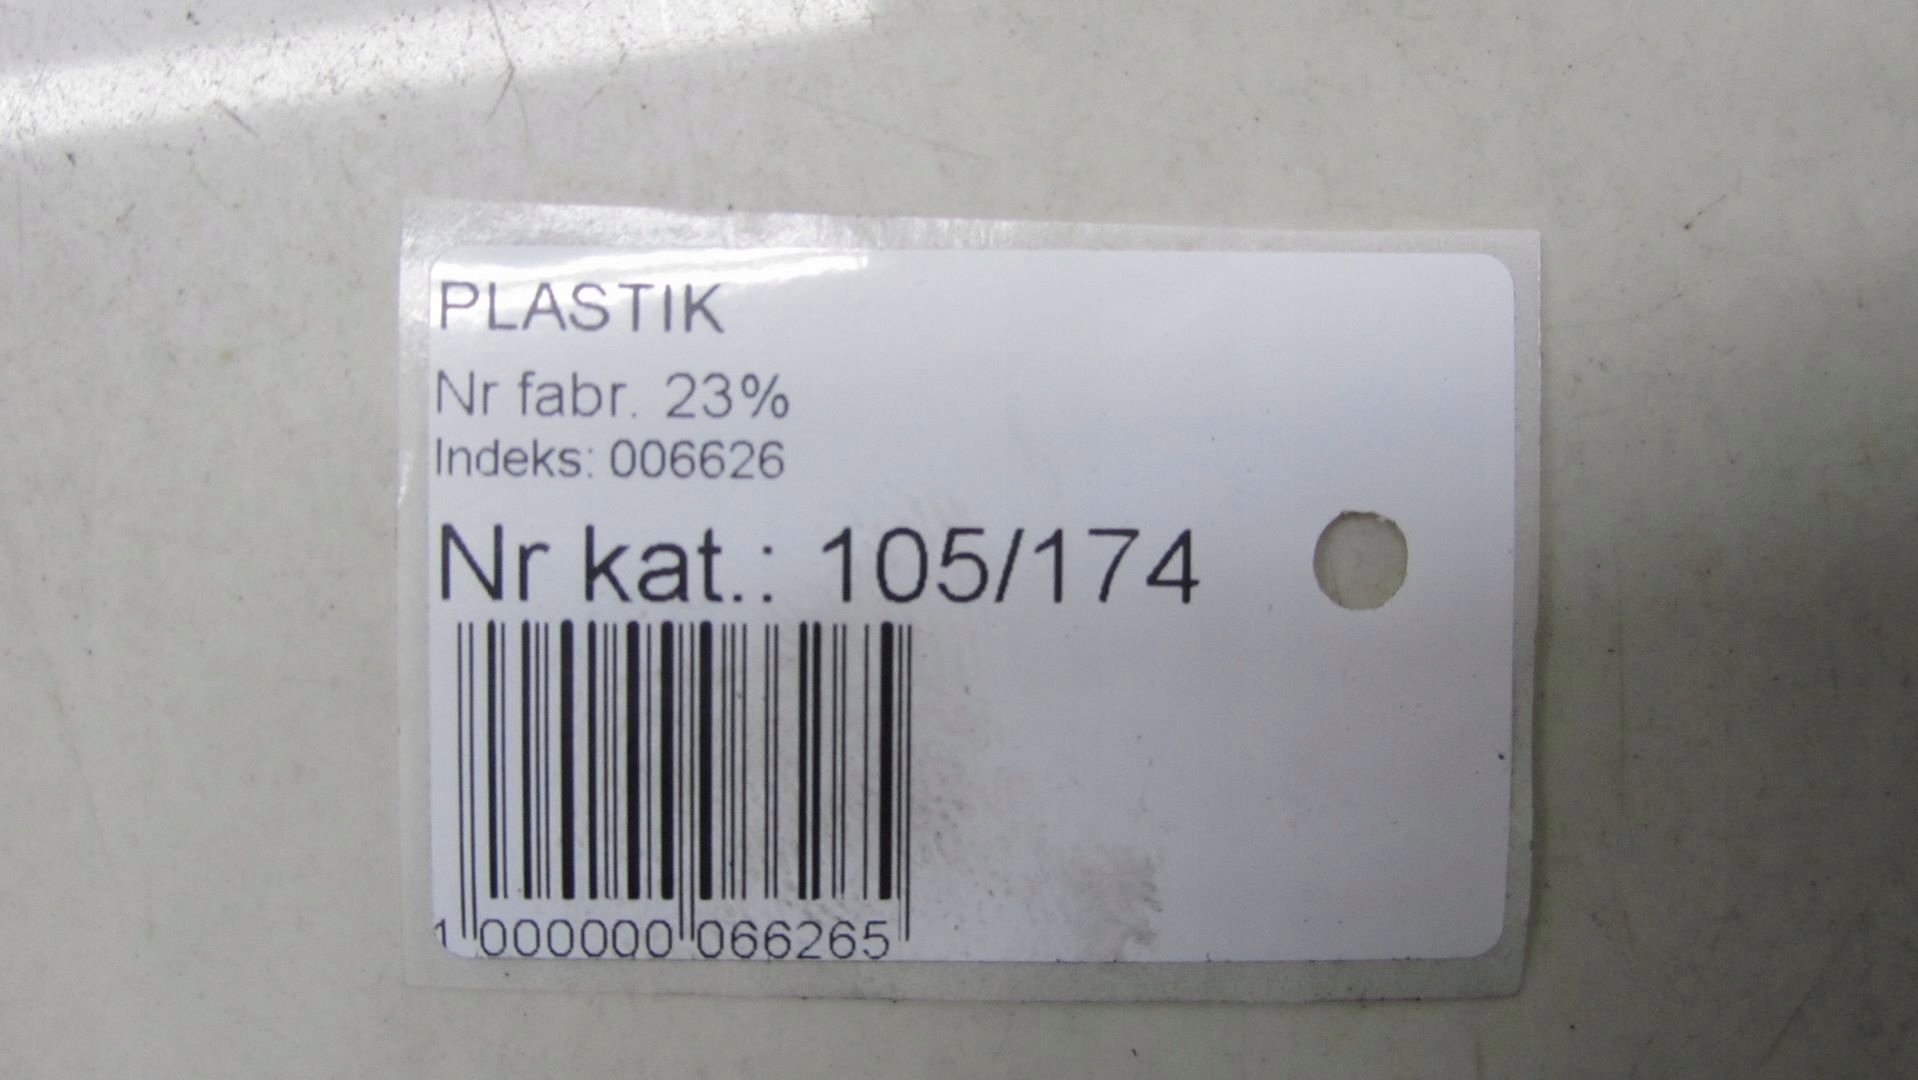 PLASTIK
Nr fabr. 23%
Indeks: 006626
Nr kat.: 105/174
1 000000 066265